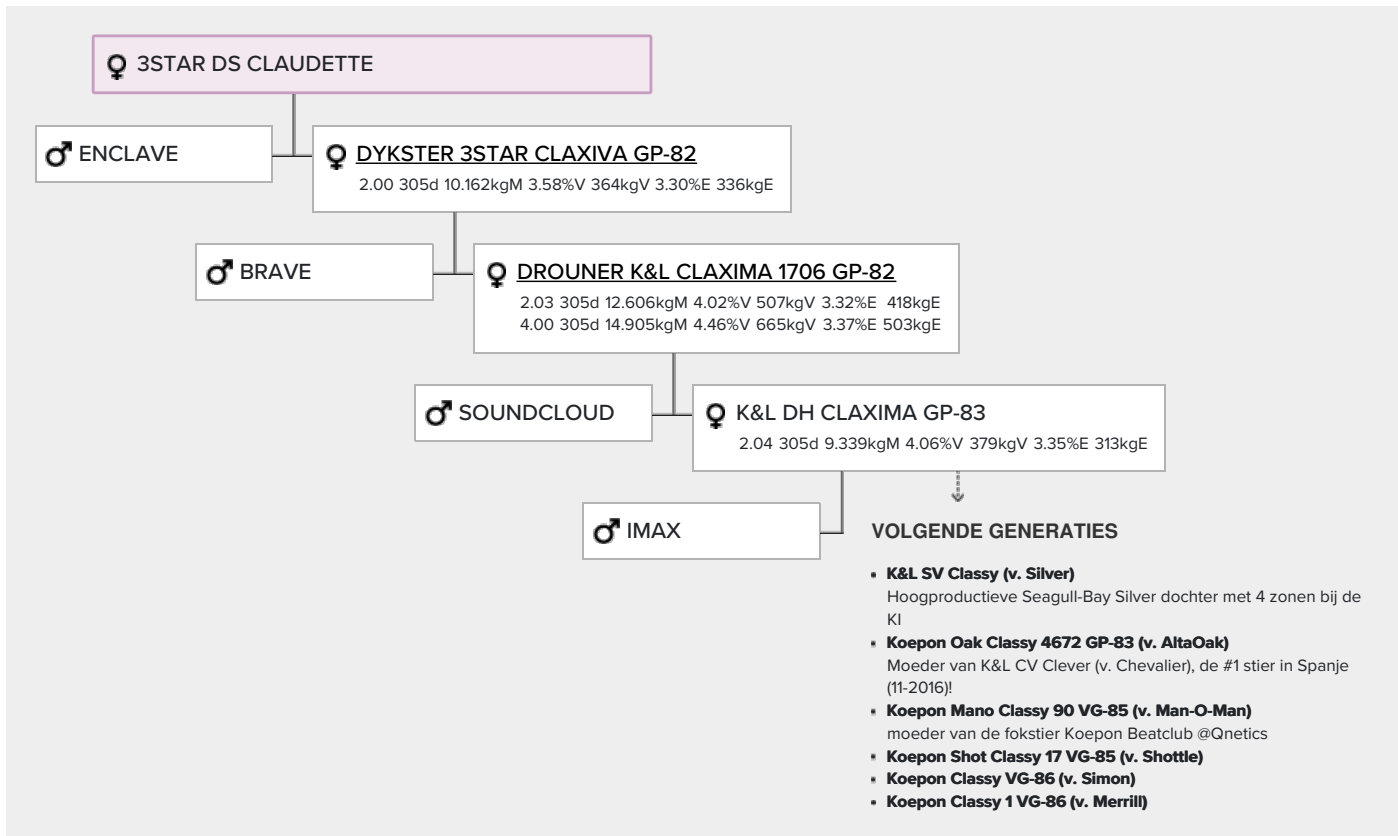 3STAR DS CLAUDETTE
ENCLAVE
DYKSTER 3STAR CLAXIVA GP-82
2.00 305d 10.162kgM 3.58%V 364kgV 3.30%E 336kgE
BRAVE
DROUNER K&L CLAXIMA 1706 GP-82
2.03 305d 12.606kgM 4.02%V 507kgV 3.32%E 418kgE
4.00 305d 14.905kgM 4.46%V 665kgV 3.37%E 503kgE
SOUNDCLOUD
K&L DH CLAXIMA GP-83
2.04 305d 9.339kgM 4.06%V 379kgV 3.35%E 313kgE
IMAX
VOLGENDE GENERATIES
K&L SV Classy (v. Silver)
Hoogproductieve Seagull-Bay Silver dochter met 4 zonen bij de
KI
Koepon Oak Classy 4672 GP-83 (v. AltaOak)
Moeder van K&L CV Clever (v. Chevalier), de #1 stier in Spanje
(11-2016)!
Koepon Mano Classy 90 VG-85 (v. Man-O-Man)
moeder van de fokstier Koepon Beatclub @Qnetics
Koepon Shot Classy 17 VG-85 (v. Shottle)
Koepon Classy VG-86 (v. Simon)
Koepon Classy 1 VG-86 (v. Merrill)